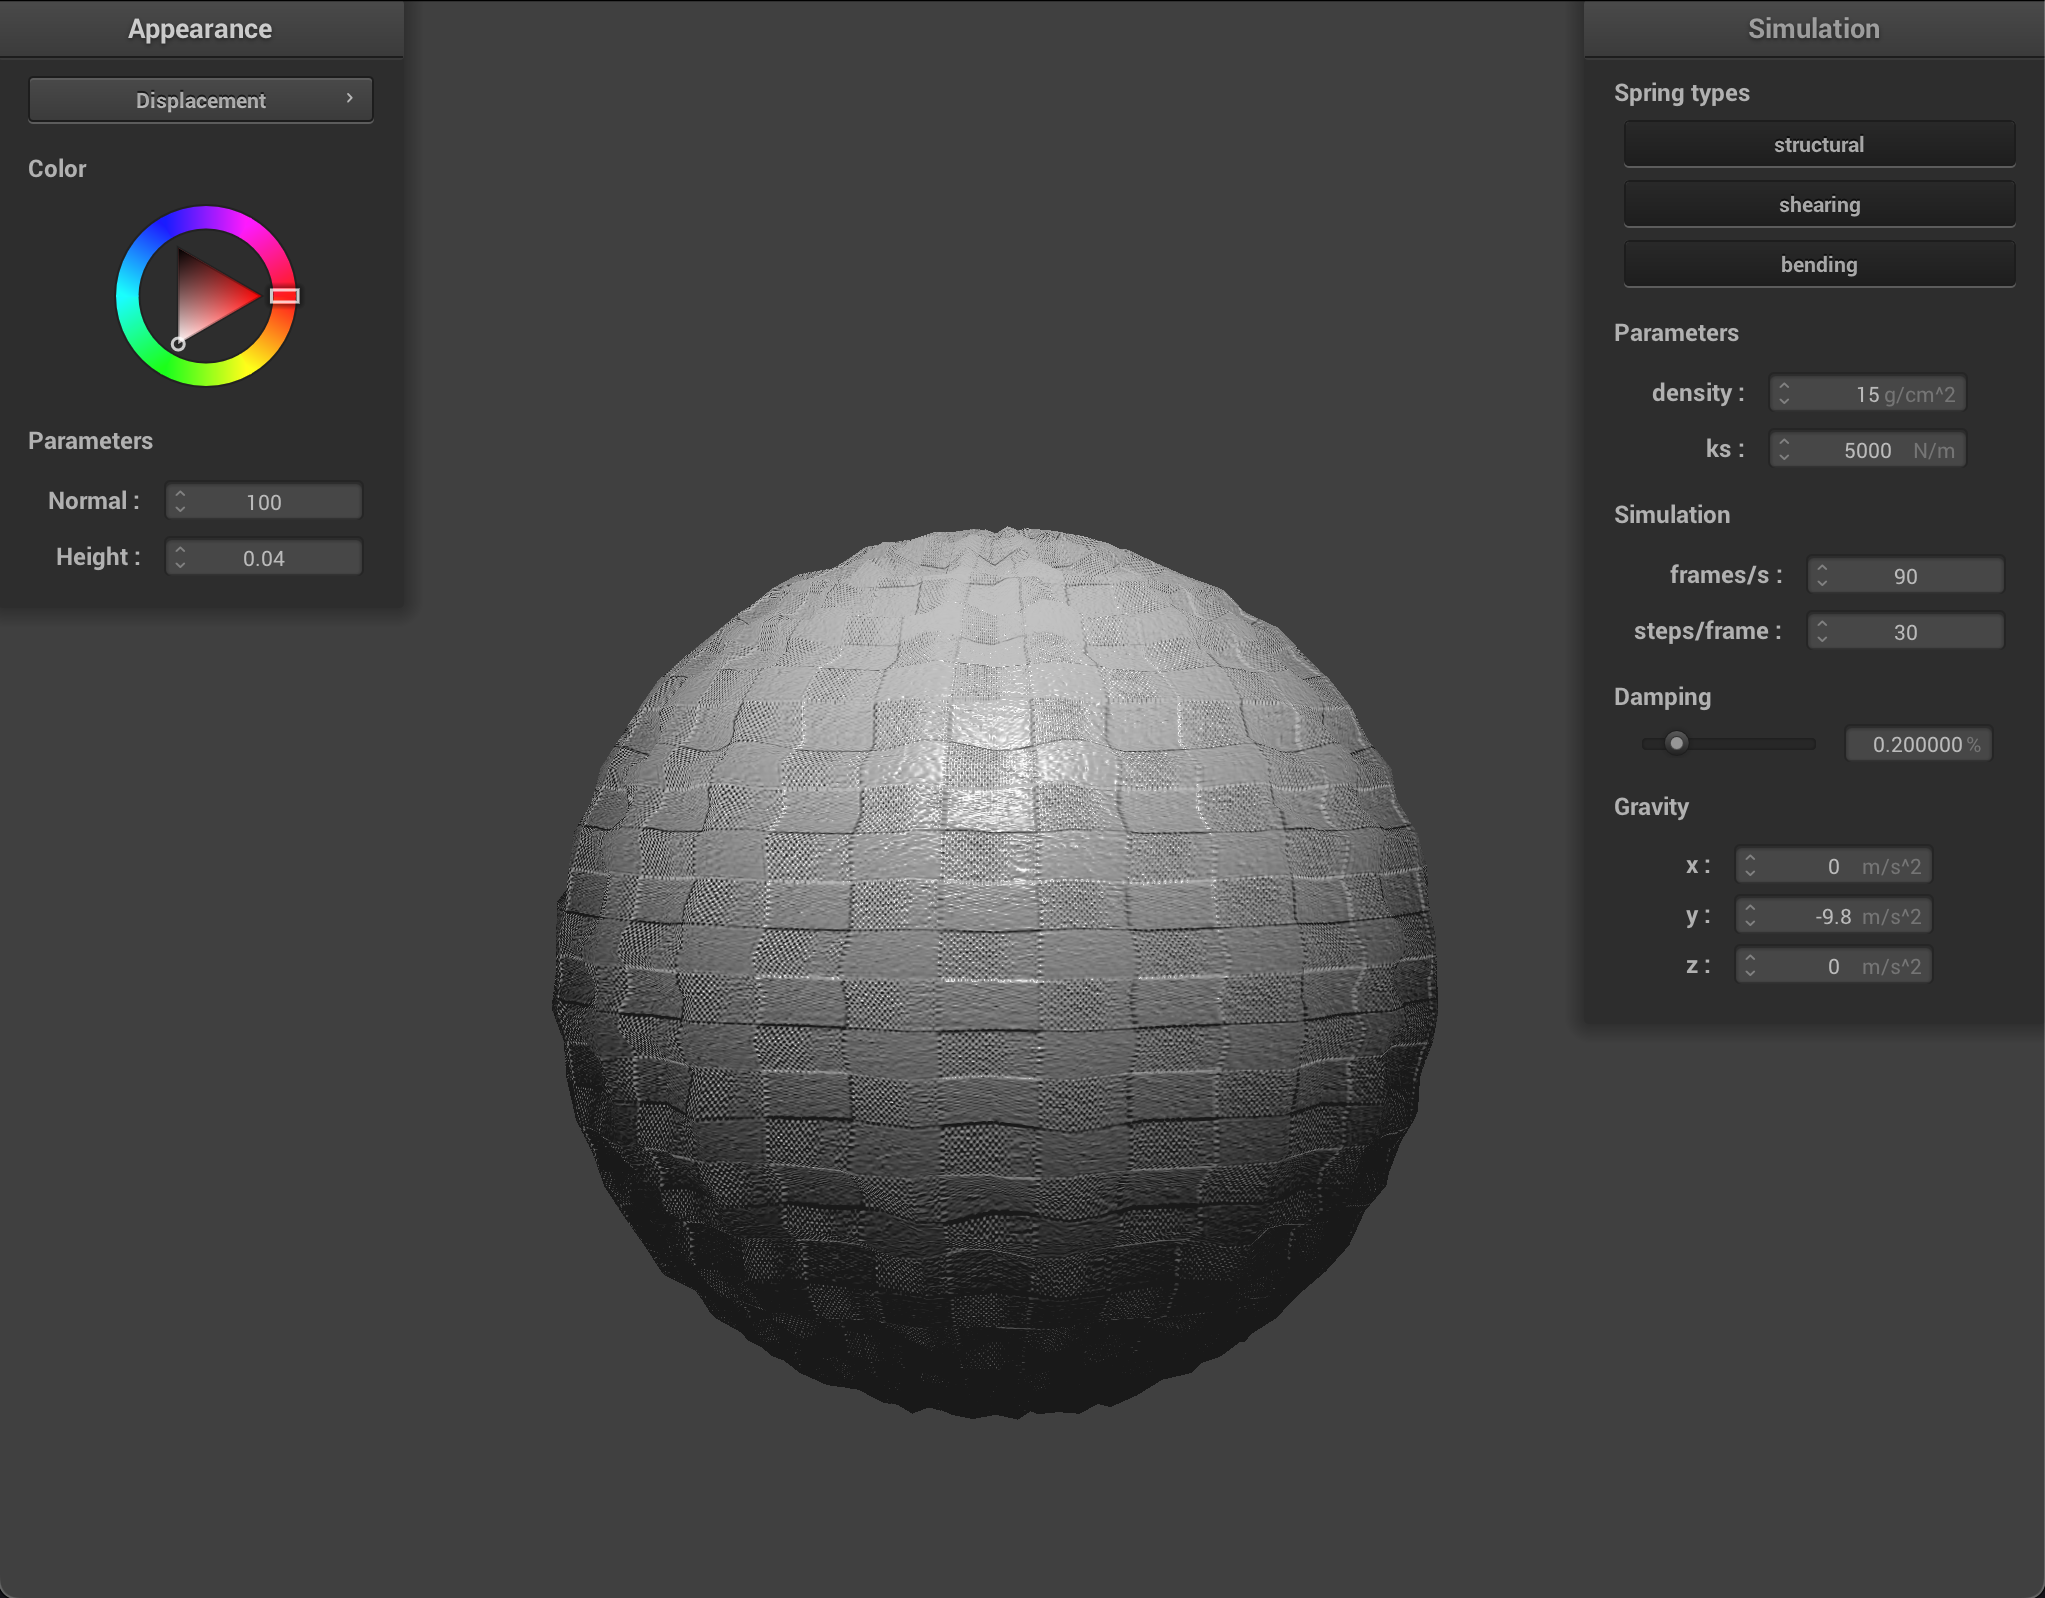 Appearance
Displacement
Color
Parameters
Normal : 100
Height : 0.04
Simulation
Spring types
structural
shearing
bending
Parameters
density : 15 g/cm^2
ks : 5000 N/m
Simulation
frames/s : 90
steps/frame : 30
Damping
0.200000 %
Gravity
x : 0 m/s^2
y : -9.8 m/s^2
z : 0 m/s^2